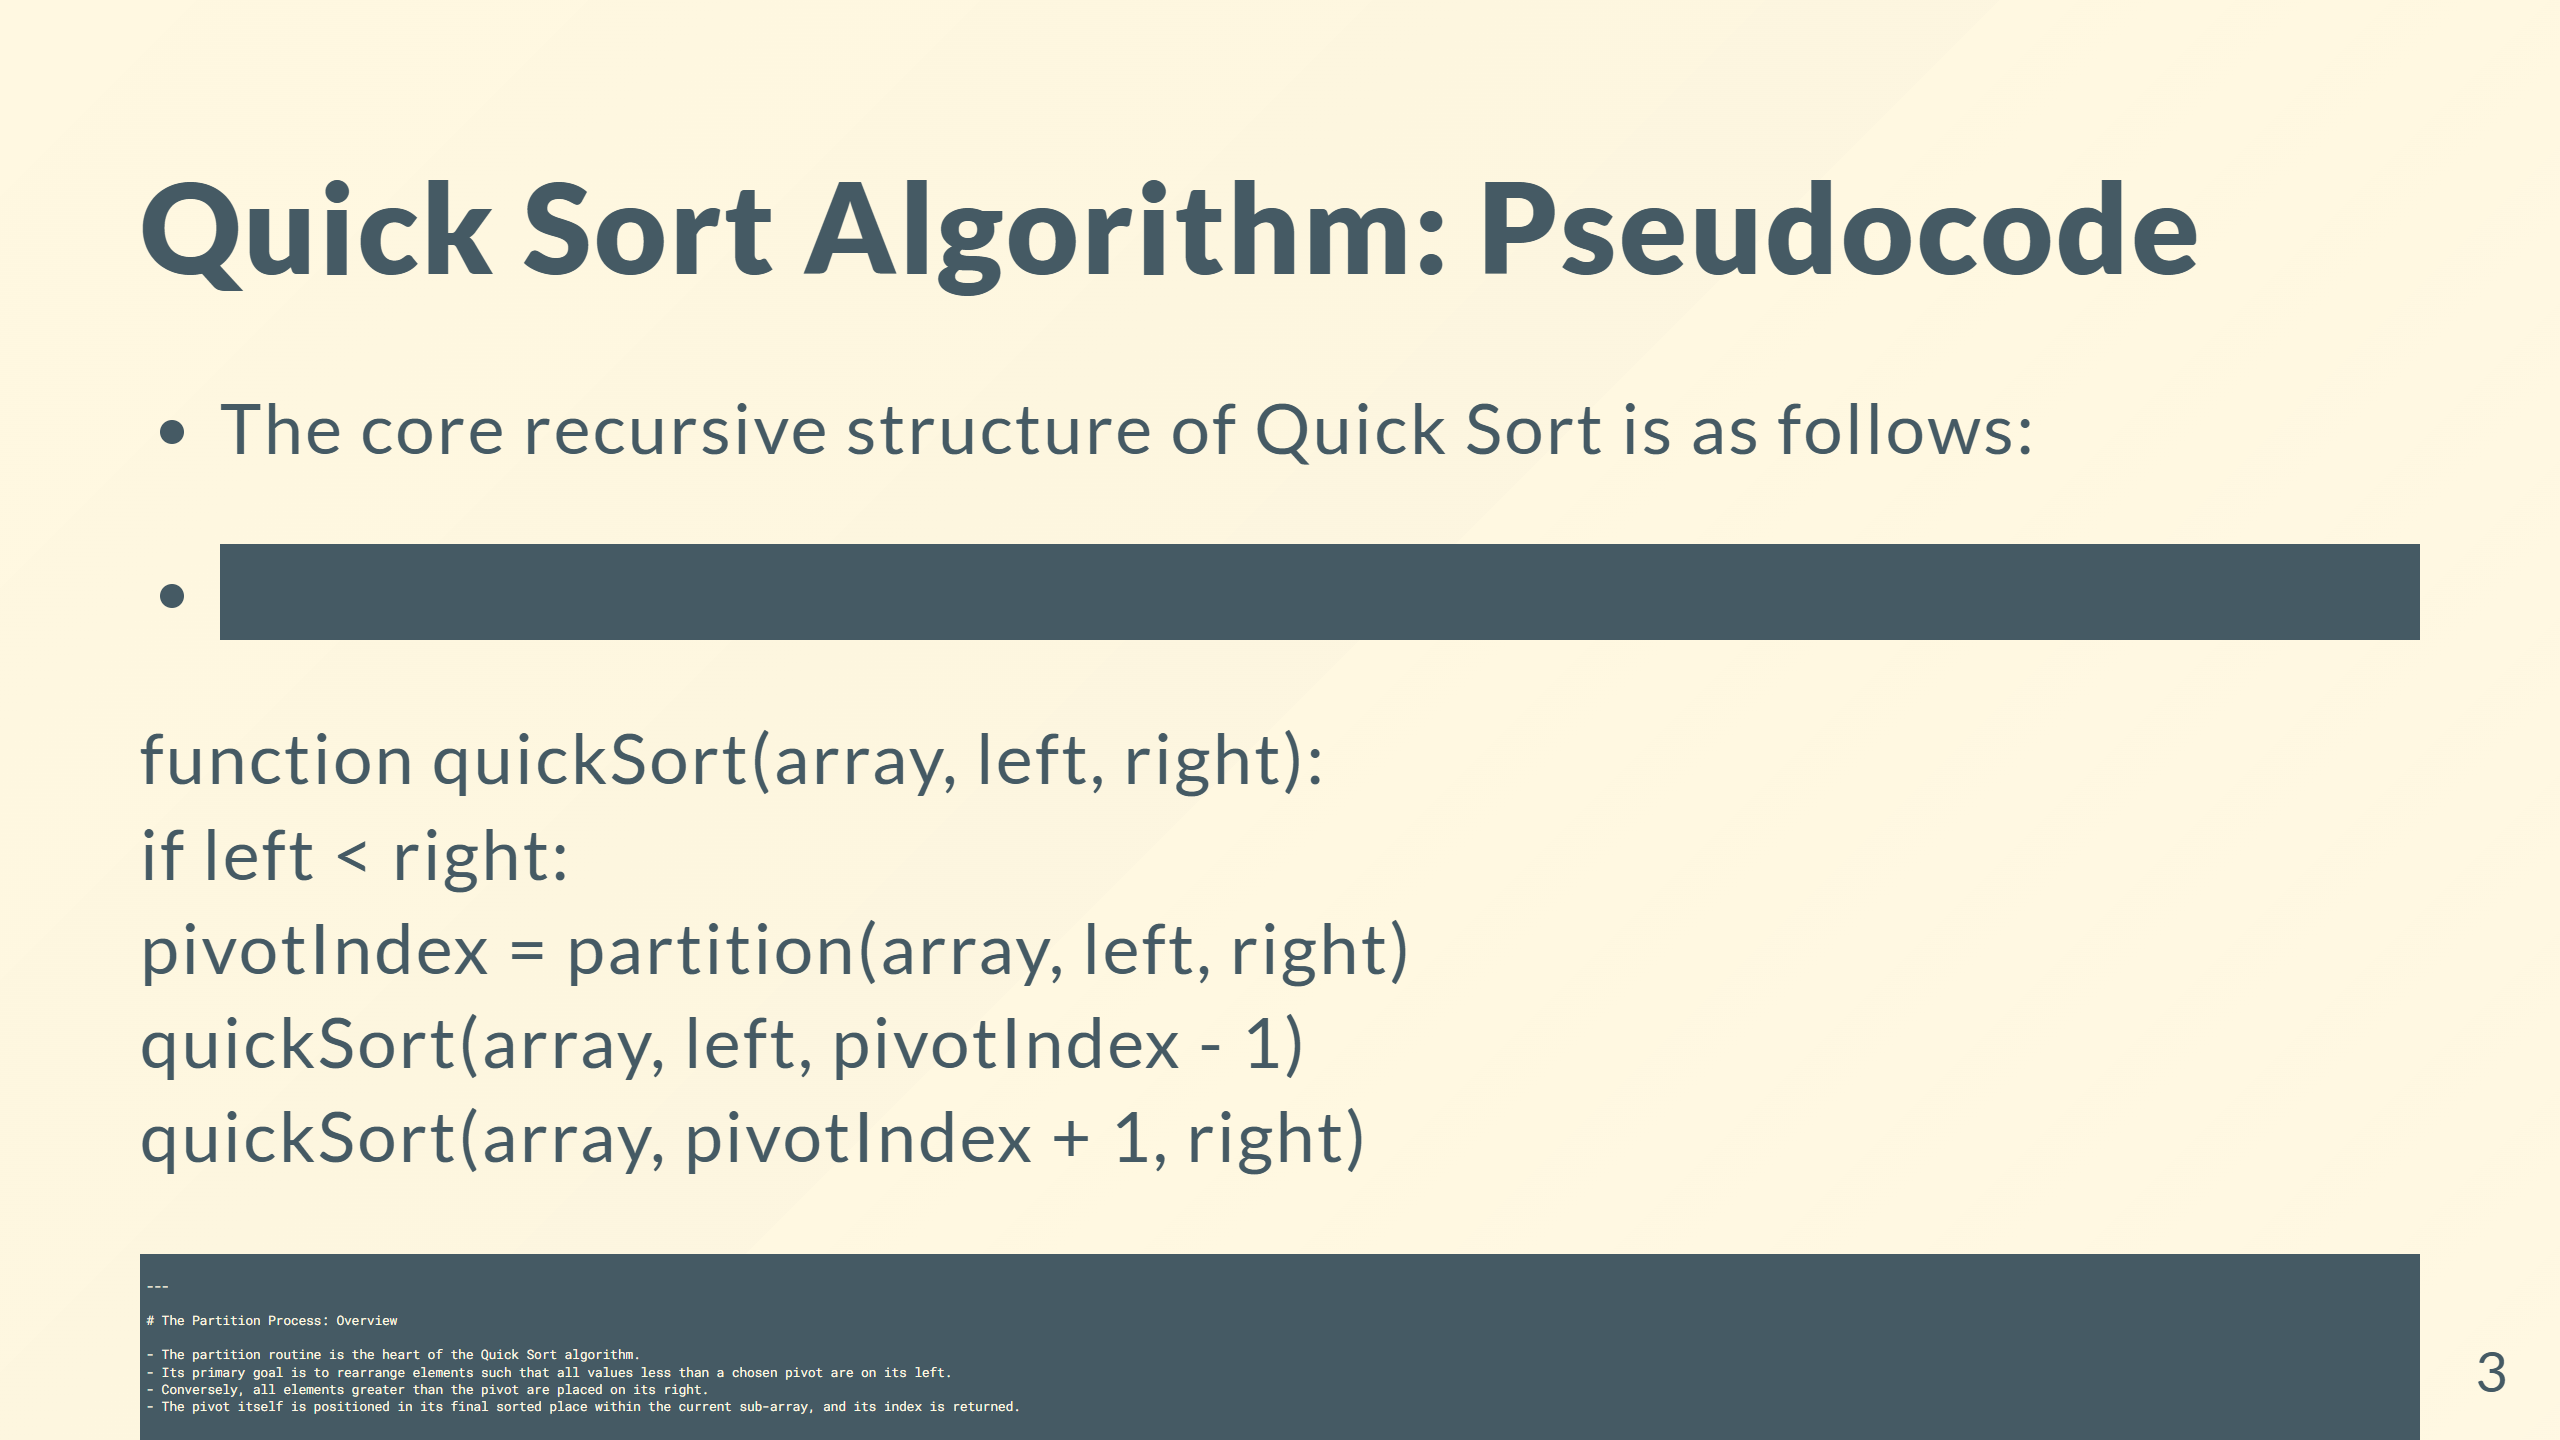 Quick Sort Algorithm: Pseudocode
• The core recursive structure of Quick Sort is as follows:
•
function quickSort(array, left, right):
if left < right:
pivotIndex = partition(array, left, right)
quickSort(array, left, pivotIndex - 1)
quickSort(array, pivotIndex + 1, right)
---
# The Partition Process: Overview
- The partition routine is the heart of the Quick Sort algorithm.
- Its primary goal is to rearrange elements such that all values less than a chosen pivot are on its left.
- Conversely, all elements greater than the pivot are placed on its right.
- The pivot itself is positioned in its final sorted place within the current sub-array, and its index is returned.
3